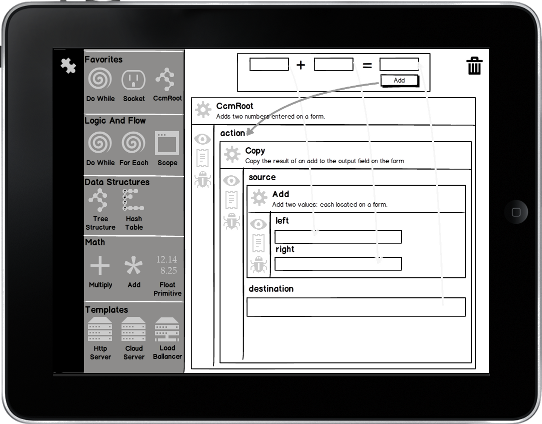 Favorites
Do While Socket CcmRoot
Logic And Flow
Do While For Each Scope
Data Structures
Tree Structure Hash Table
Math
12.14
8.25
Multiply Add Float Primitive
Templates
Http Server Cloud Server Load Ballancer
+ =
Add
CcmRoot
Adds two numbers entered on a form.
action
Copy
Copy the result of an add to the output field on the form.
source
Add
Add two values: each located on a form.
left
right
destination